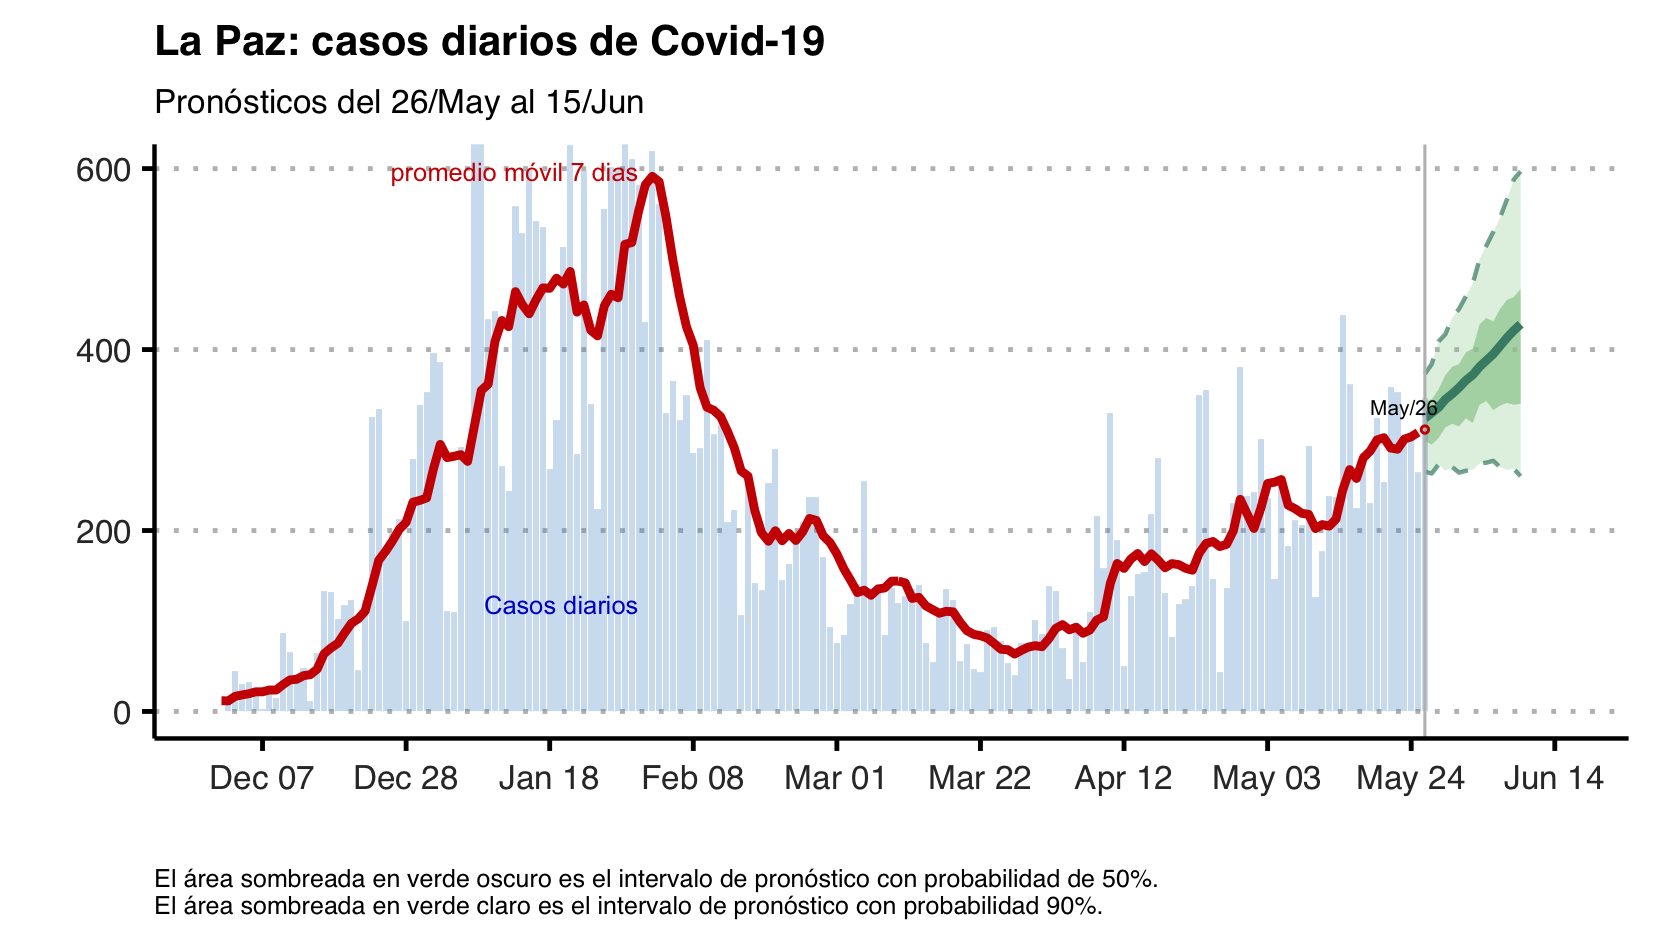 La Paz: casos diarios de Covid-19
Pronósticos del 26/May al 15/Jun
600
promedio móvil 7 dias
400
May/26
200
Casos diarios
0
Dec 07 Dec 28 Jan 18 Feb 08 Mar 01 Mar 22 Apr 12 May 03 May 24 Jun 14
El área sombreada en verde oscuro es el intervalo de pronóstico con probabilidad de 50%.
El área sombreada en verde claro es el intervalo de pronóstico con probabilidad 90%.